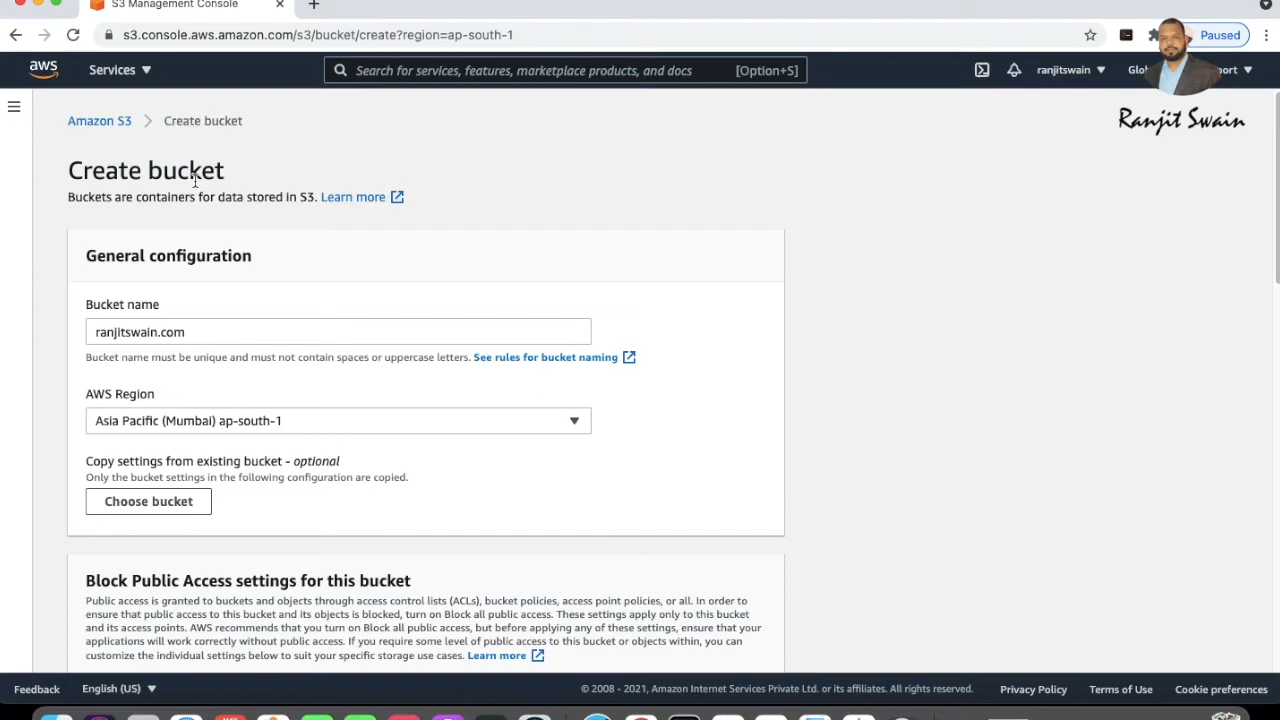 S3 Management Console
s3.console.aws.amazon.com/s3/bucket/create?region=ap-south-1
Paused
aws
Services
Search for services, features, marketplace products, and docs
[Option+S]
ranjitswain
Ranjit Swain
Amazon S3
Create bucket
Create bucket
Buckets are containers for data stored in S3. Learn more
General configuration
Bucket name
ranjitswain.com
Bucket name must be unique and must not contain spaces or uppercase letters. See rules for bucket naming
AWS Region
Asia Pacific (Mumbai) ap-south-1
Copy settings from existing bucket - optional
Only the bucket settings in the following configuration are copied.
Choose bucket
Block Public Access settings for this bucket
Public access is granted to buckets and objects through access control lists (ACLs), bucket policies, access point policies, or all. In order to
ensure that public access to this bucket and its objects is blocked, turn on Block all public access. These settings apply only to this bucket
and its access points. AWS recommends that you turn on Block all public access, but before applying any of these settings, ensure that your
applications will work correctly without public access. If you require some level of public access to this bucket or objects within, you can
customize the individual settings below to suit your specific storage use cases. Learn more
Feedback
English (US)
© 2008 - 2021, Amazon Internet Services Private Ltd. or its affiliates. All rights reserved.
Privacy Policy
Terms of Use
Cookie preferences